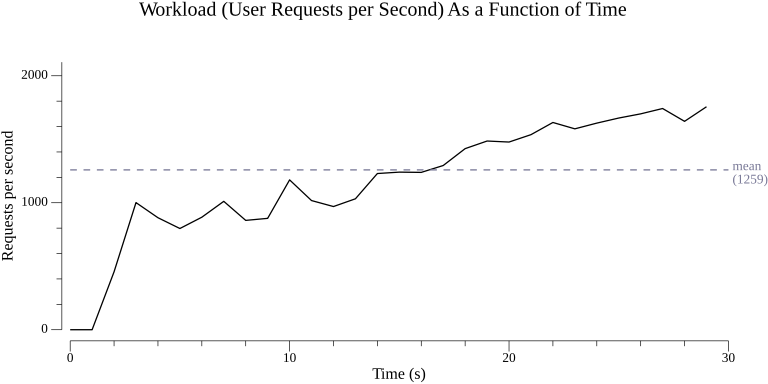 Workload (User Requests per Second) As a Function of Time
2000
1000
0
Requests per second
mean
(1259)
0
10
20
30
Time (s)